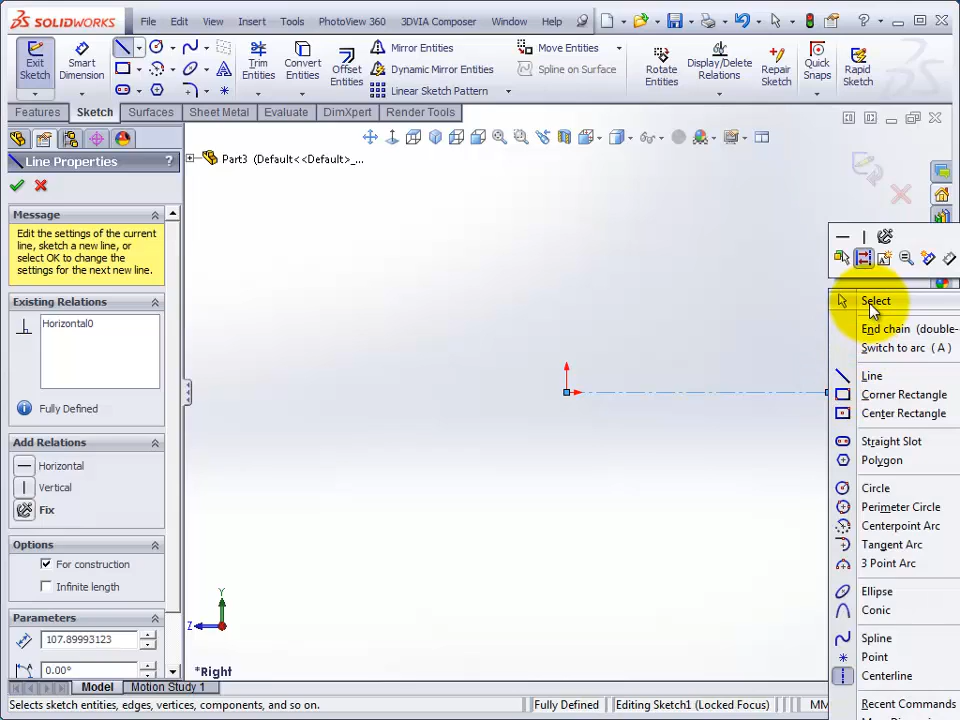 SOLIDWORKS File Edit View Insert Tools PhotoView 360 3DVIA Composer Window Help
Exit Sketch
Smart Dimension
Trim Entities
Convert Entities
Offset Entities
Mirror Entities
Dynamic Mirror Entities
Linear Sketch Pattern
Move Entities
Spline on Surface
Rotate Entities
Display/Delete Relations
Repair Sketch
Quick Snaps
Rapid Sketch
Features Sketch Surfaces Sheet Metal Evaluate DimXpert Render Tools
Line Properties ?
Part3 (Default<<Default>_...
Message
Edit the settings of the current
line, sketch a new line, or
select OK to change the
settings for the next new line.
Existing Relations
Horizontal0
Fully Defined
Add Relations
Horizontal
Vertical
Fix
Options
For construction
Infinite length
Parameters
107.89993123
0.00°
Select
End chain (double-
Switch to arc ( A )
Line
Corner Rectangle
Center Rectangle
Straight Slot
Polygon
Circle
Perimeter Circle
Centerpoint Arc
Tangent Arc
3 Point Arc
Ellipse
Conic
Spline
Point
Centerline
Recent Commands
Y
Z
*Right
Model Motion Study 1
Selects sketch entities, edges, vertices, components, and so on. Fully Defined Editing Sketch1 (Locked Focus) MM